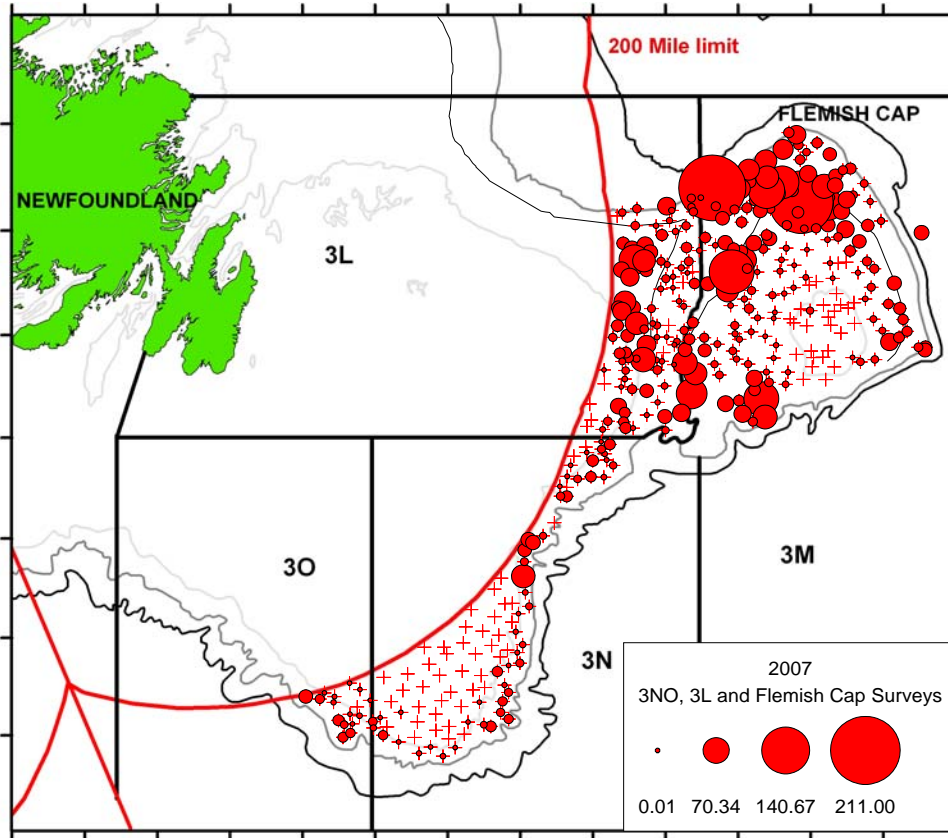 200 Mile limit
FLEMISH CAP
NEWFOUNDLAND
3L
3O
3M
3N
2007
3NO, 3L and Flemish Cap Surveys
0.01 70.34 140.67 211.00